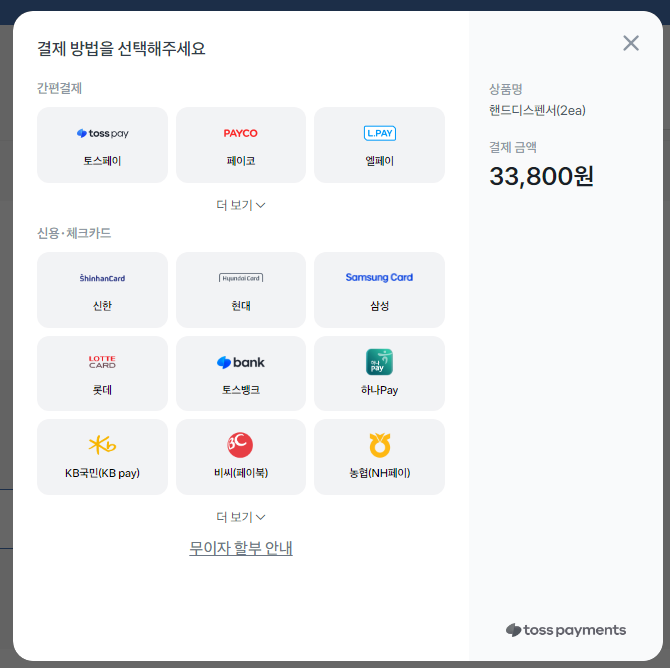 결제 방법을 선택해주세요
간편결제
toss pay
토스페이
PAYCO
페이코
L.PAY
엘페이
더 보기
신용·체크카드
ShinhanCard
신한
Hyundai Card
현대
Samsung Card
삼성
LOTTE
CARD
롯데
bank
토스뱅크
하나
pay
하나Pay
Kb
KB국민(KB pay)
BC
비씨(페이북)
농협(NH페이)
더 보기
무이자 할부 안내
상품명
핸드디스펜서(2ea)
결제 금액
33,800원
toss payments